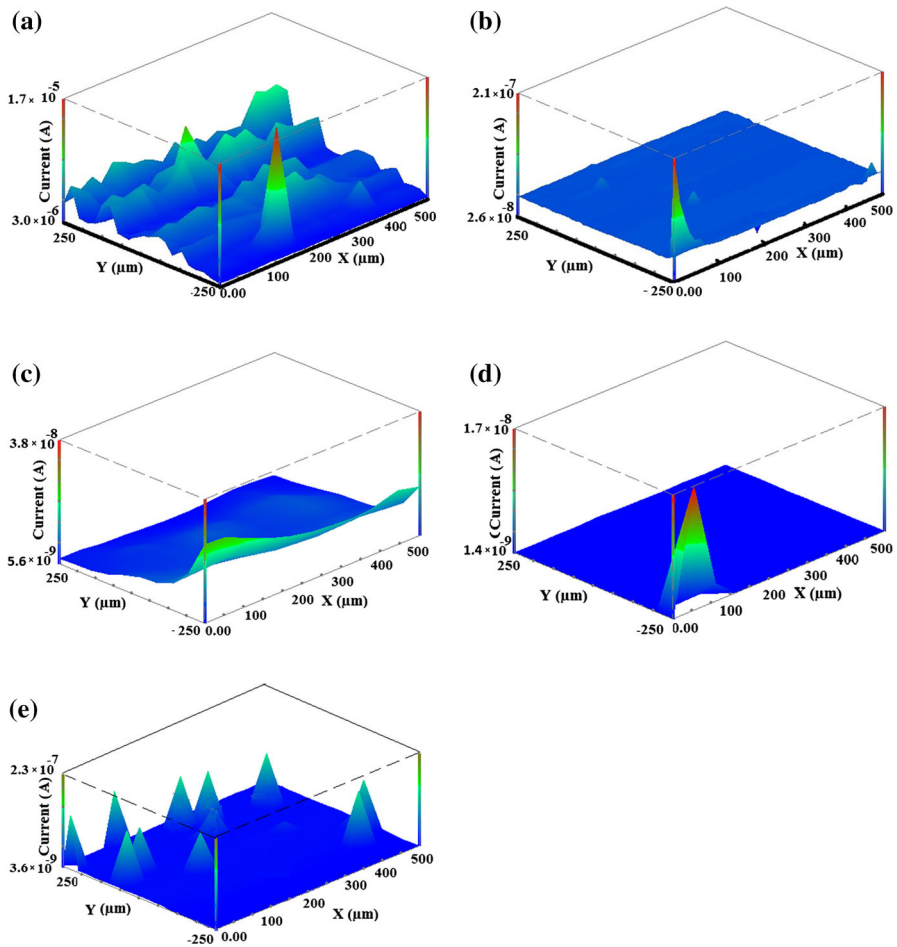 (a)
1.7 × 10⁻⁵
Current (A)
3.0 × 10⁻⁶
250
Y (µm)
-250
0.00
100
200
X (µm)
300
400
500
(b)
2.1 × 10⁻⁷
Current (A)
2.6 × 10⁻⁸
250
Y (µm)
- 250
0.00
100
200
X (µm)
300
400
500
(c)
3.8 × 10⁻⁸
Current (A)
5.6 × 10⁻⁹
250
Y (µm)
- 250
0.00
100
200
X (µm)
300
400
500
(d)
1.7 × 10⁻⁸
CCurrent (A)
1.4 × 10⁻⁹
250
Y (µm)
-250
0.00
100
200
X (µm)
300
400
500
(e)
2.3 × 10⁻⁷
Current (A)
3.6 × 10⁻⁹
250
Y (µm)
-250
0.00
100
200
X (µm)
300
400
500